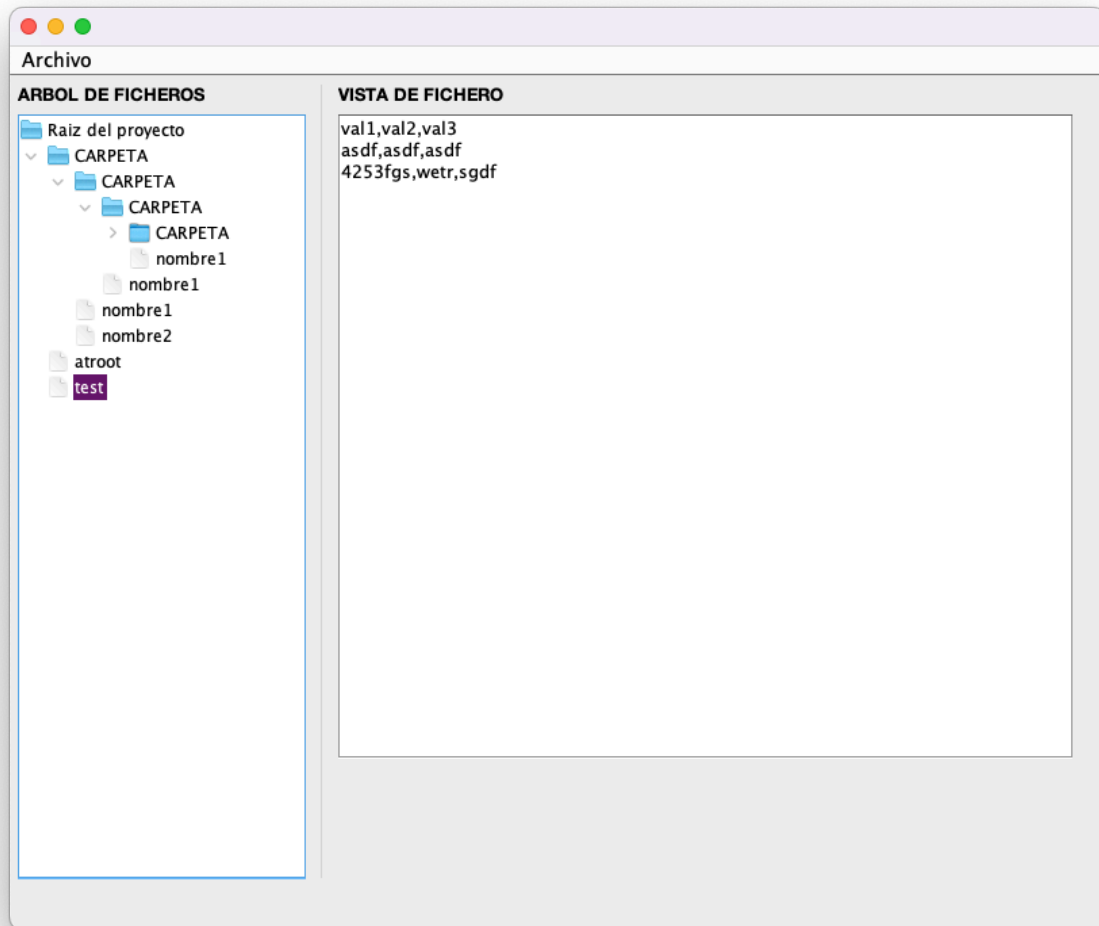 Archivo
ARBOL DE FICHEROS
Raiz del proyecto
CARPETA
CARPETA
CARPETA
CARPETA
nombre1
nombre1
nombre1
nombre2
atroot
test
VISTA DE FICHERO
val1,val2,val3
asdf,asdf,asdf
4253fgs,wetr,sgdf